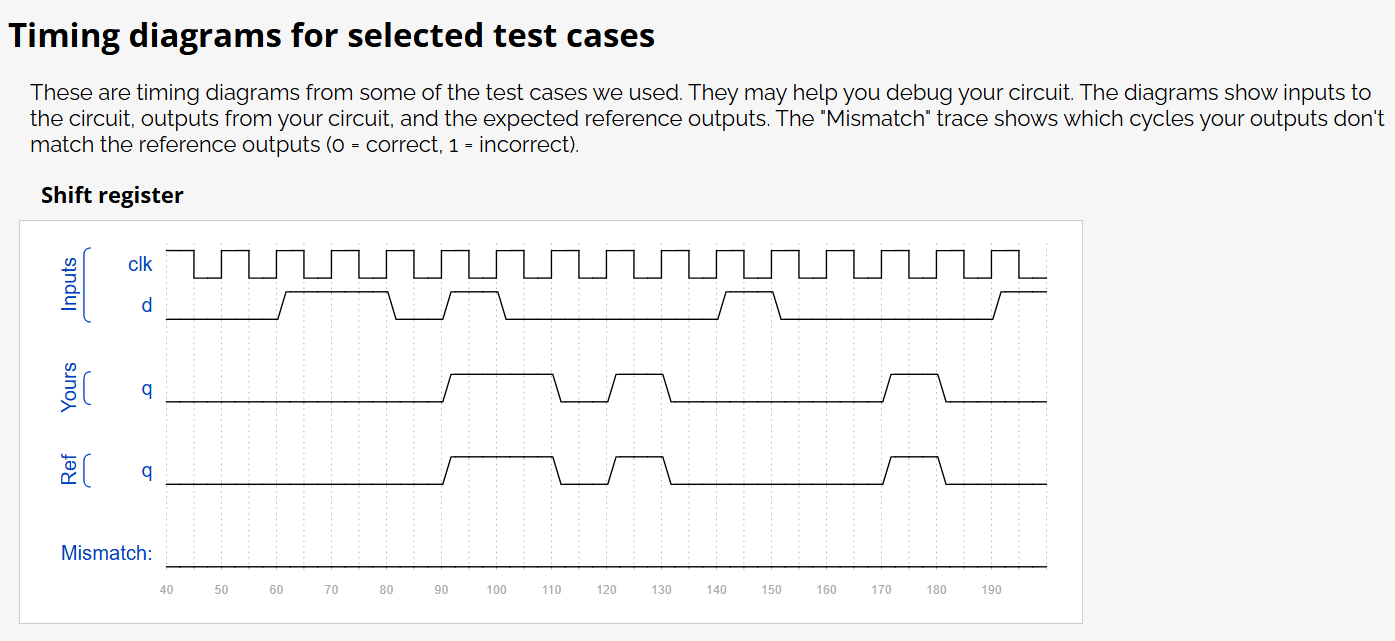 Timing diagrams for selected test cases
These are timing diagrams from some of the test cases we used. They may help you debug your circuit. The diagrams show inputs to
the circuit, outputs from your circuit, and the expected reference outputs. The "Mismatch" trace shows which cycles your outputs don't
match the reference outputs (0 = correct, 1 = incorrect).
Shift register
Inputs
clk
d
Yours
q
Ref
q
Mismatch:
40 50 60 70 80 90 100 110 120 130 140 150 160 170 180 190